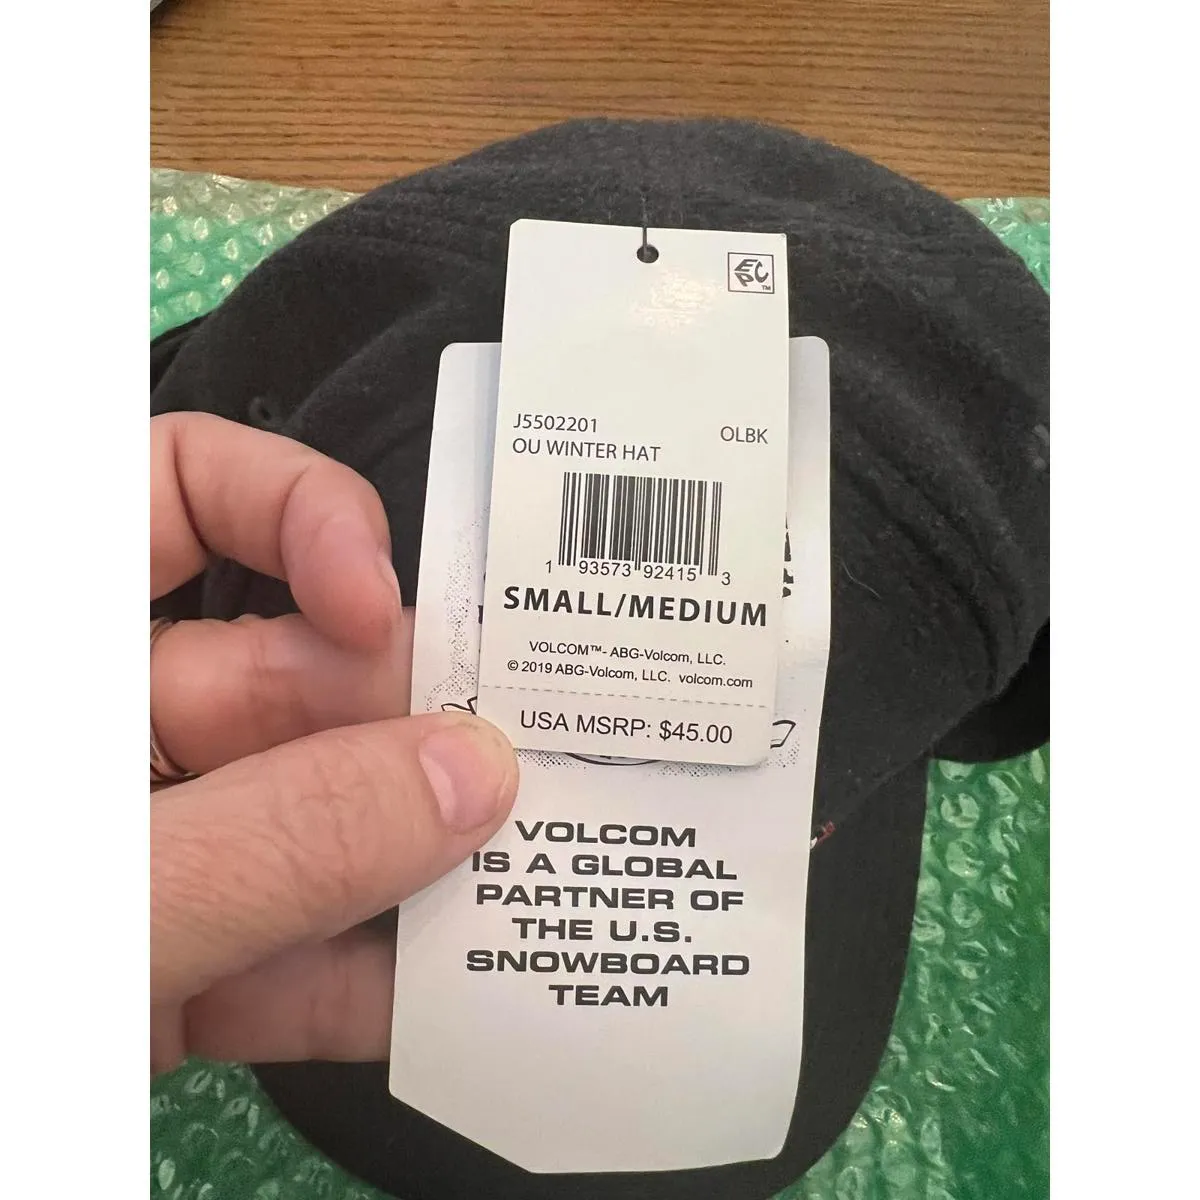 EPC™
J5502201
OLBK
OU WINTER HAT
1 93573 92415 3
SMALL/MEDIUM
VOLCOM™- ABG-Volcom, LLC.
© 2019 ABG-Volcom, LLC. volcom.com
USA MSRP: $45.00
VOLCOM
IS A GLOBAL
PARTNER OF
THE U.S.
SNOWBOARD
TEAM